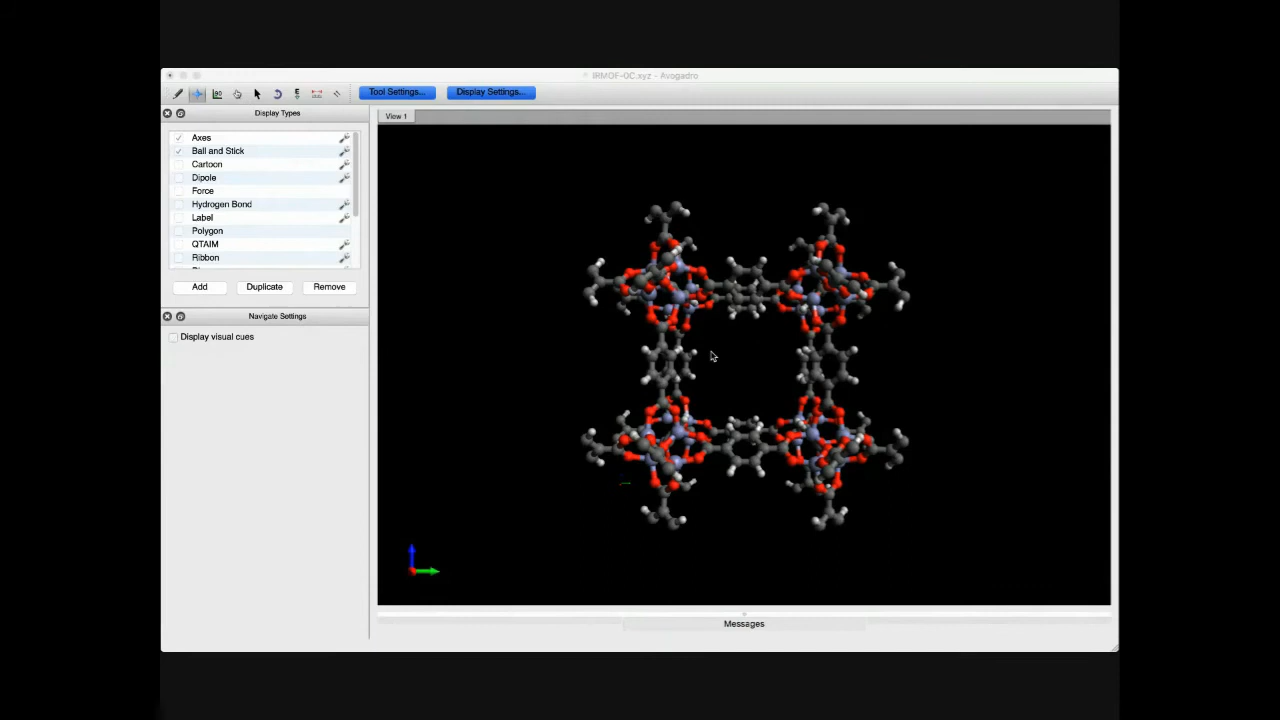 IRMOF-0C.xyz - Avogadro
Tool Settings...
Display Settings...
Display Types
View 1
Axes
Ball and Stick
Cartoon
Dipole
Force
Hydrogen Bond
Label
Polygon
QTAIM
Ribbon
Add
Duplicate
Remove
Navigate Settings
Display visual cues
Messages